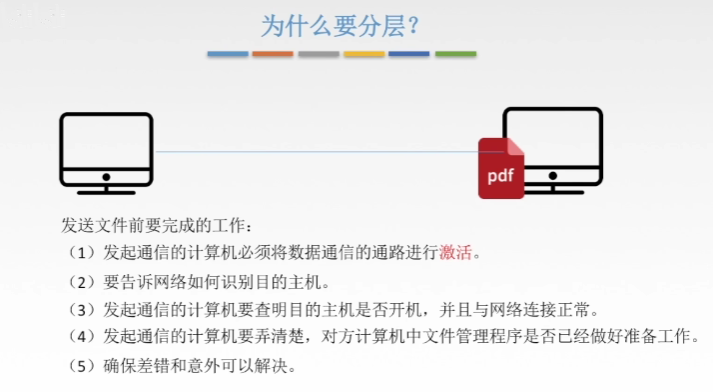 为什么要分层？
pdf
发送文件前要完成的工作：
（1）发起通信的计算机必须将数据通信的通路进行激活。
（2）要告诉网络如何识别目的主机。
（3）发起通信的计算机要查明目的主机是否开机，并且与网络连接正常。
（4）发起通信的计算机要弄清楚，对方计算机中文件管理程序是否已经做好准备工作。
（5）确保差错和意外可以解决。